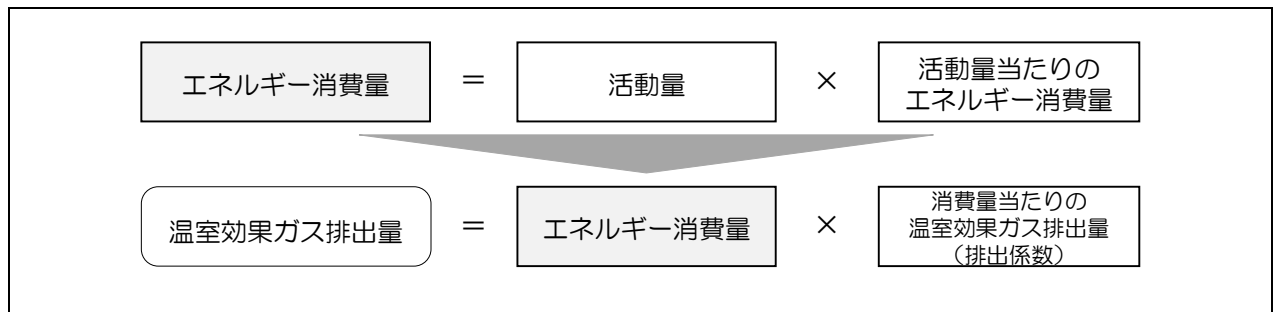 エネルギー消費量 = 活動量 × 活動量当たりの
エネルギー消費量
温室効果ガス排出量 = エネルギー消費量 × 消費量当たりの
温室効果ガス排出量
（排出係数）